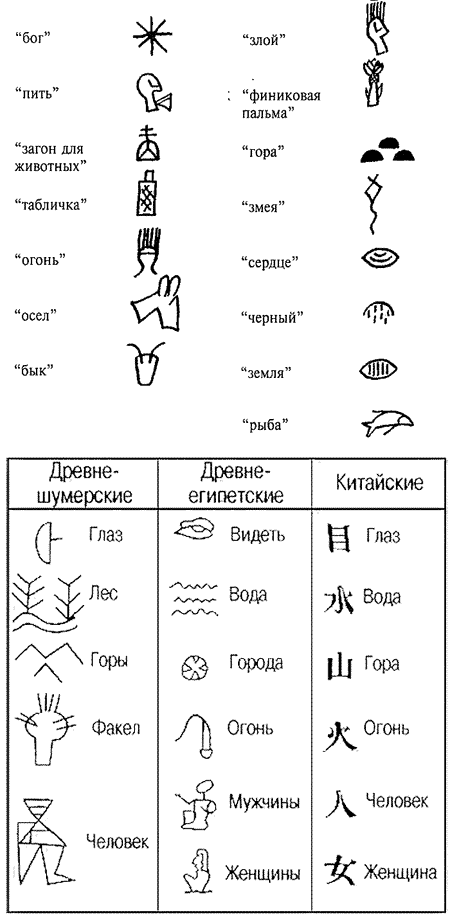 “бог”
“пить”
“загон для
животных”
“табличка”
“огонь”
“осел”
“бык”
“злой”
“финиковая
пальма”
“гора”
“змея”
“сердце”
“черный”
“земля”
“рыба”
Древне-
шумерские
Древне-
египетские
Китайские
Глаз
Видеть
目 Глаз
Лес
Вода
水 Вода
Горы
Города
山 Гора
Факел
Огонь
火 Огонь
Человек
Мужчины
人 Человек
Женщины
女 Женщина